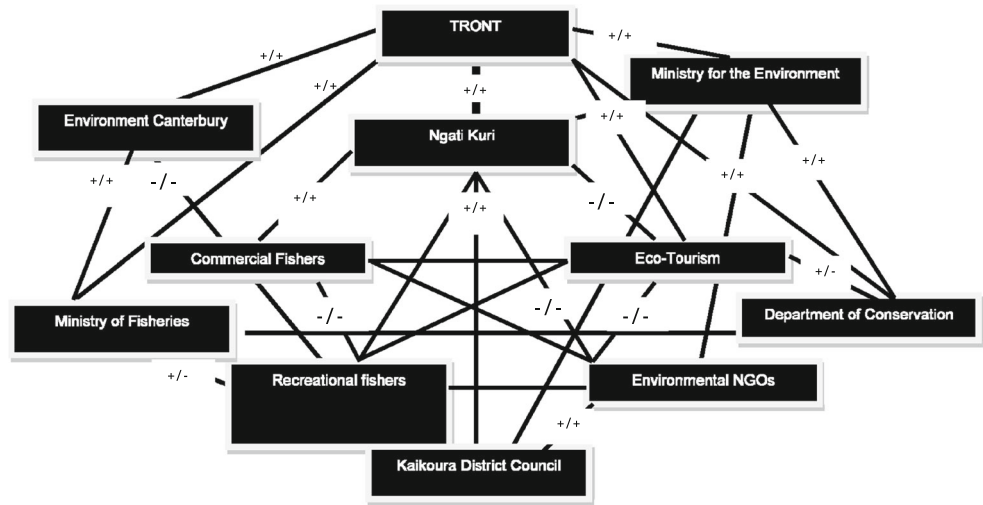 TRONT
+/+
+/+
Ministry for the Environment
+/+
+/+
Environment Canterbury
+/+
Ngati Kuri
+/+
+/+
-/-
+/+
+/+
+/+
-/-
Commercial Fishers
Eco-Tourism
+/-
Ministry of Fisheries
-/-
-/-
-/-
Department of Conservation
+/-
Recreational fishers
Environmental NGOs
+/+
Kaikoura District Council